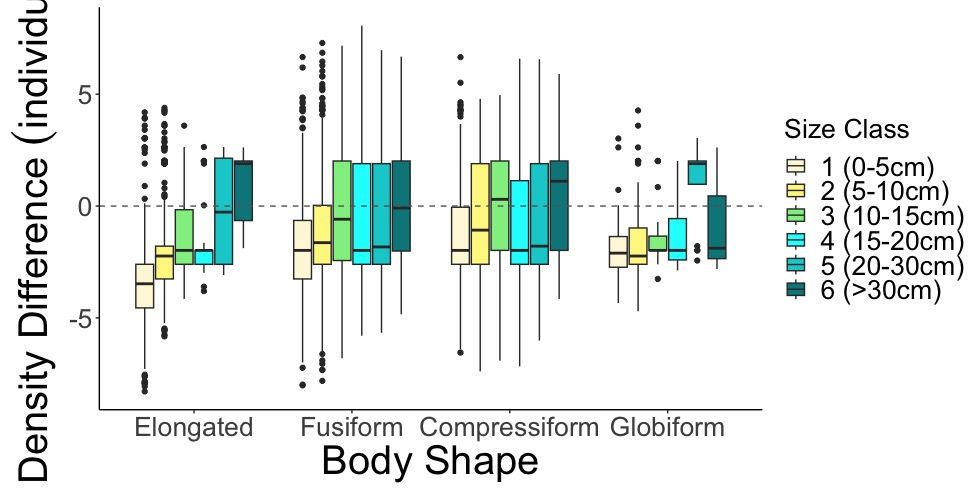 Density Difference (individu
5
0
-5
Elongated Fusiform Compressiform Globiform
Body Shape
Size Class
1 (0-5cm)
2 (5-10cm)
3 (10-15cm)
4 (15-20cm)
5 (20-30cm)
6 (>30cm)